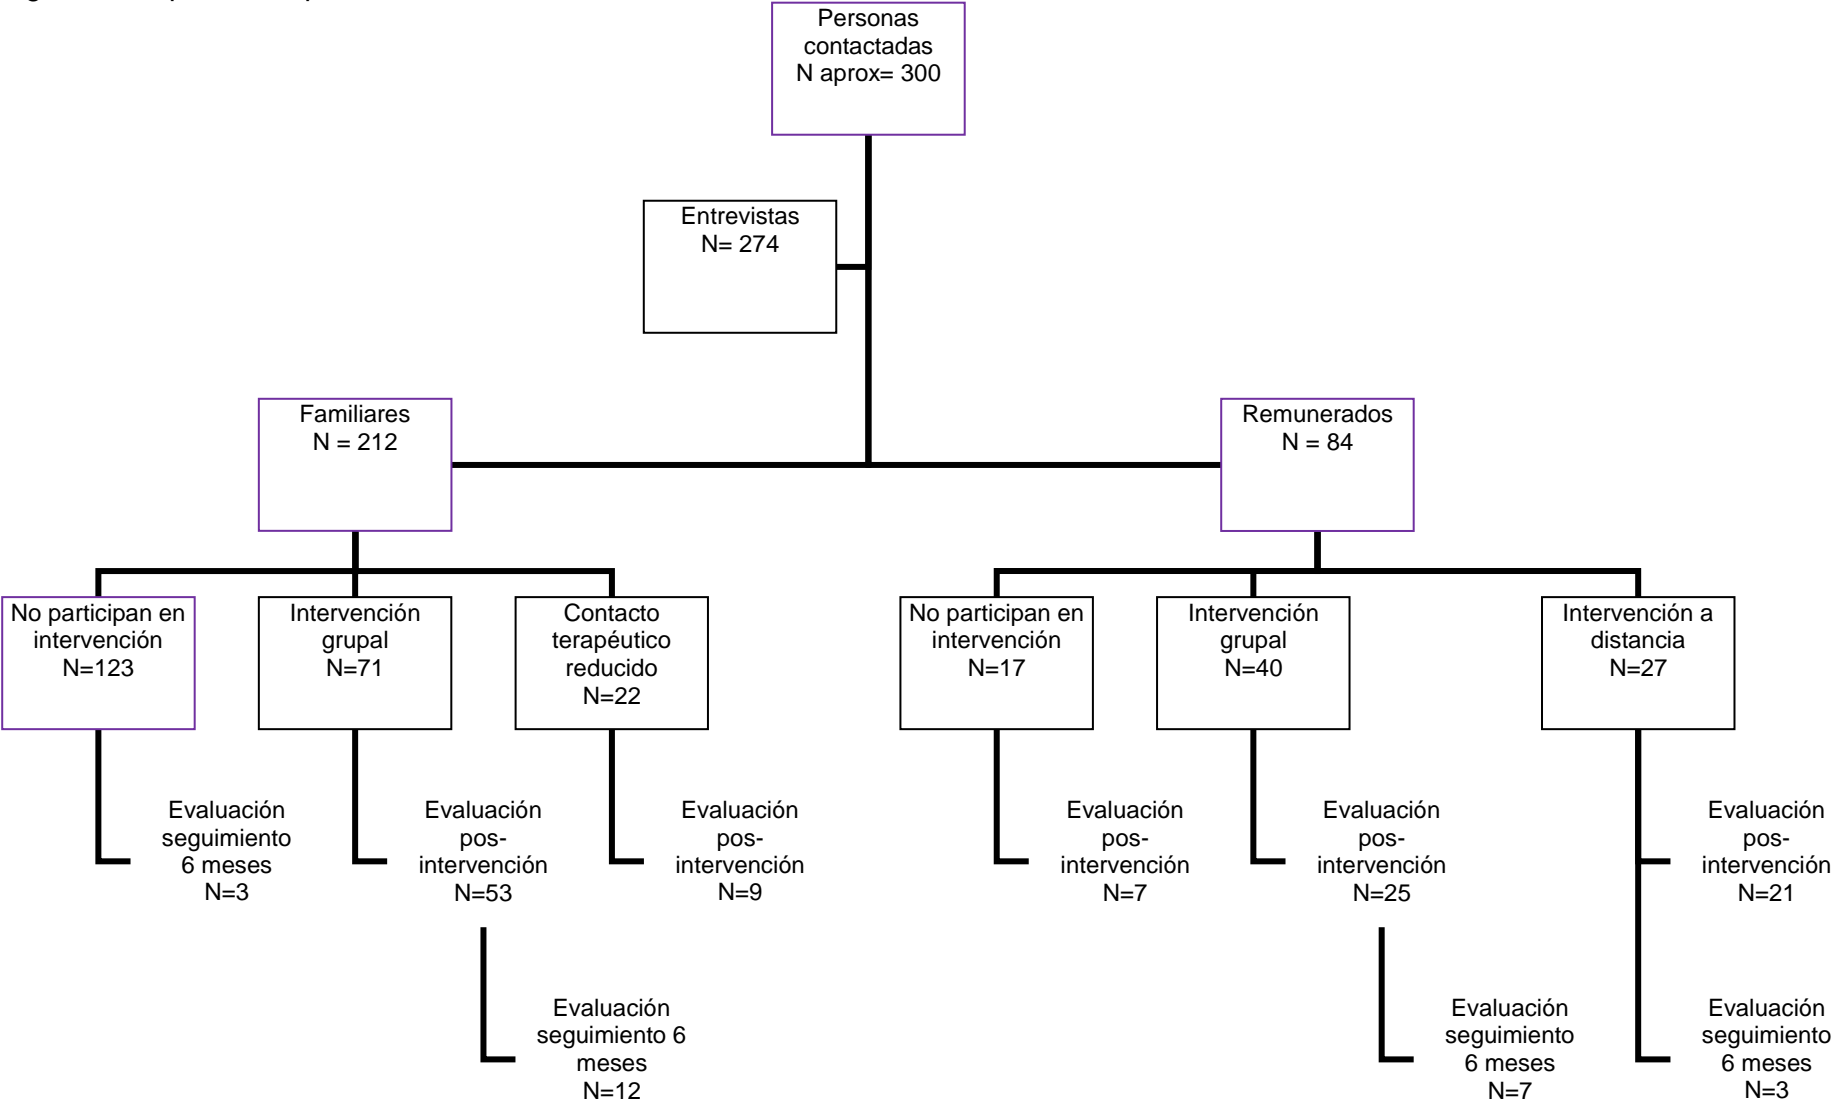 Personas
contactadas
N aprox= 300
Entrevistas
N= 274
Familiares
N = 212
Remunerados
N = 84
No participan en
intervención
N=123
Intervención
grupal
N=71
Contacto
terapéutico
reducido
N=22
No participan en
intervención
N=17
Intervención
grupal
N=40
Intervención a
distancia
N=27
Evaluación
seguimiento
6 meses
N=3
Evaluación
pos-
intervención
N=53
Evaluación
pos-
intervención
N=9
Evaluación
pos-
intervención
N=7
Evaluación
pos-
intervención
N=25
Evaluación
pos-
intervención
N=21
Evaluación
seguimiento 6
meses
N=12
Evaluación
seguimiento
6 meses
N=7
Evaluación
seguimiento
6 meses
N=3